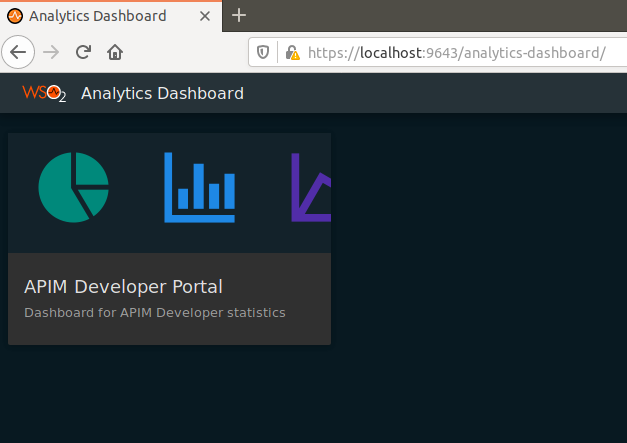 Analytics Dashboard
https://localhost:9643/analytics-dashboard/
WSO2 Analytics Dashboard
APIM Developer Portal
Dashboard for APIM Developer statistics